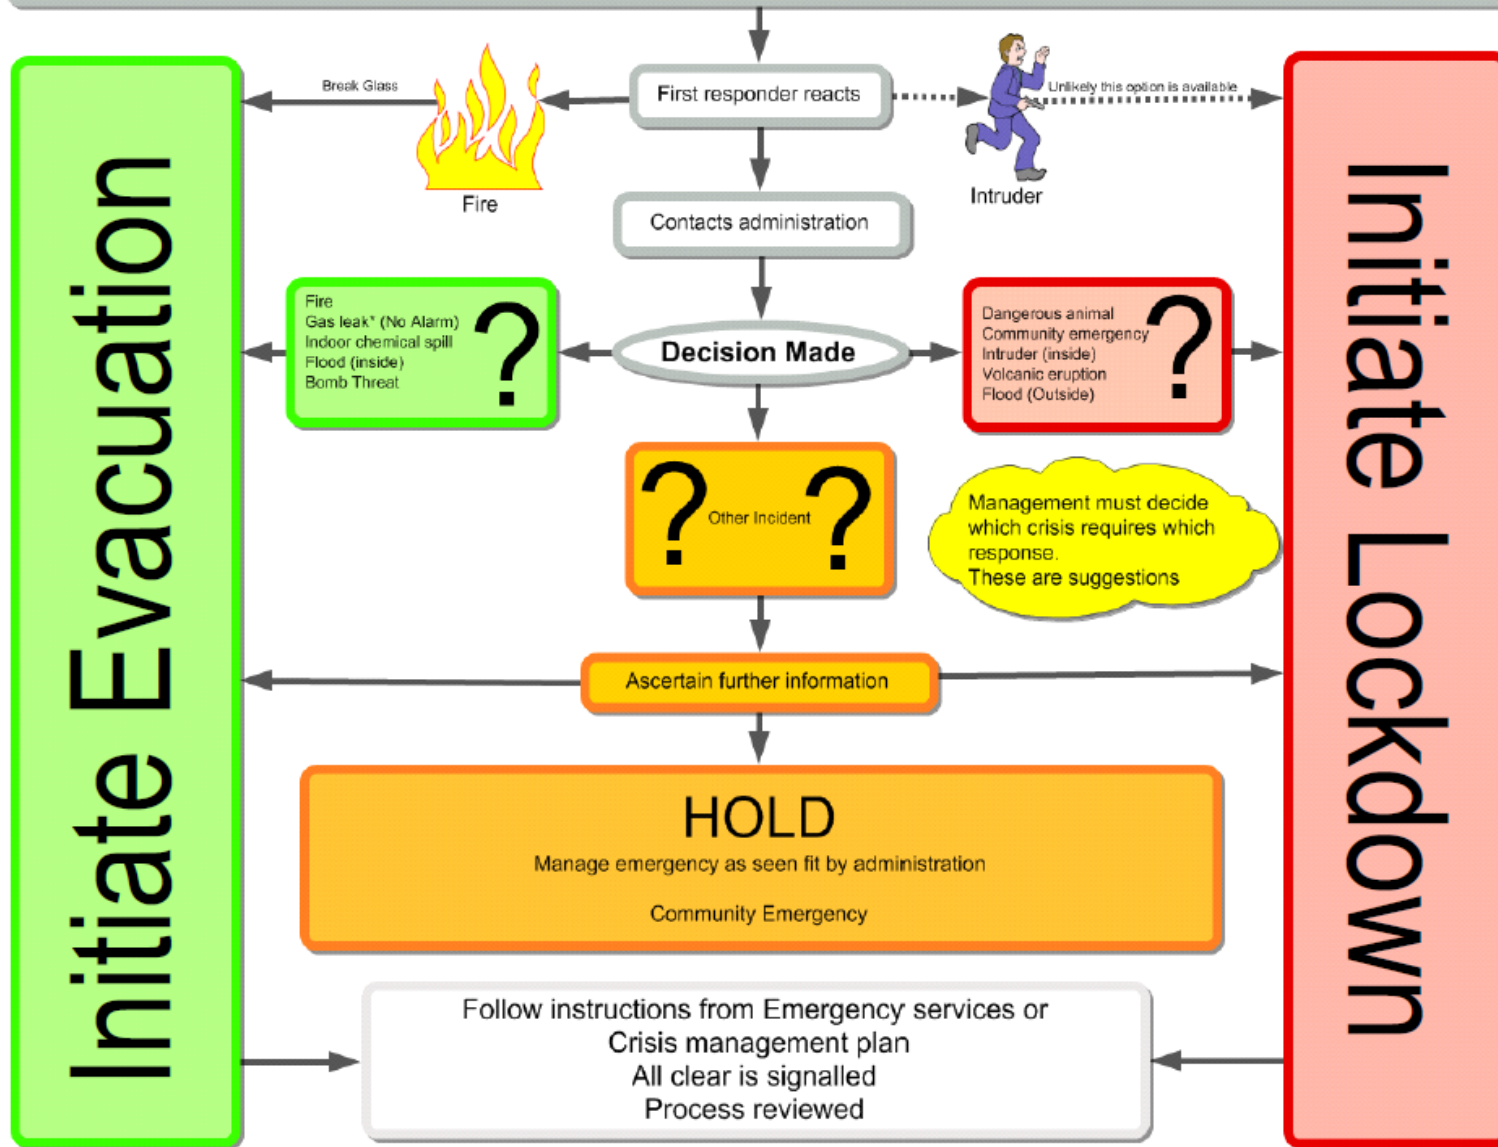 Break Glass
First responder reacts
Unlikely this option is available
Fire
Intruder
Contacts administration
Fire
Gas leak* (No Alarm)
Indoor chemical spill
Flood (inside)
Bomb Threat
?
Decision Made
Dangerous animal
Community emergency
Intruder (inside)
Volcanic eruption
Flood (Outside)
?
? Other Incident ?
Management must decide
which crisis requires which
response.
These are suggestions
Ascertain further information
HOLD
Manage emergency as seen fit by administration
Community Emergency
Follow instructions from Emergency services or
Crisis management plan
All clear is signalled
Process reviewed
Initiate Evacuation
Initiate Lockdown